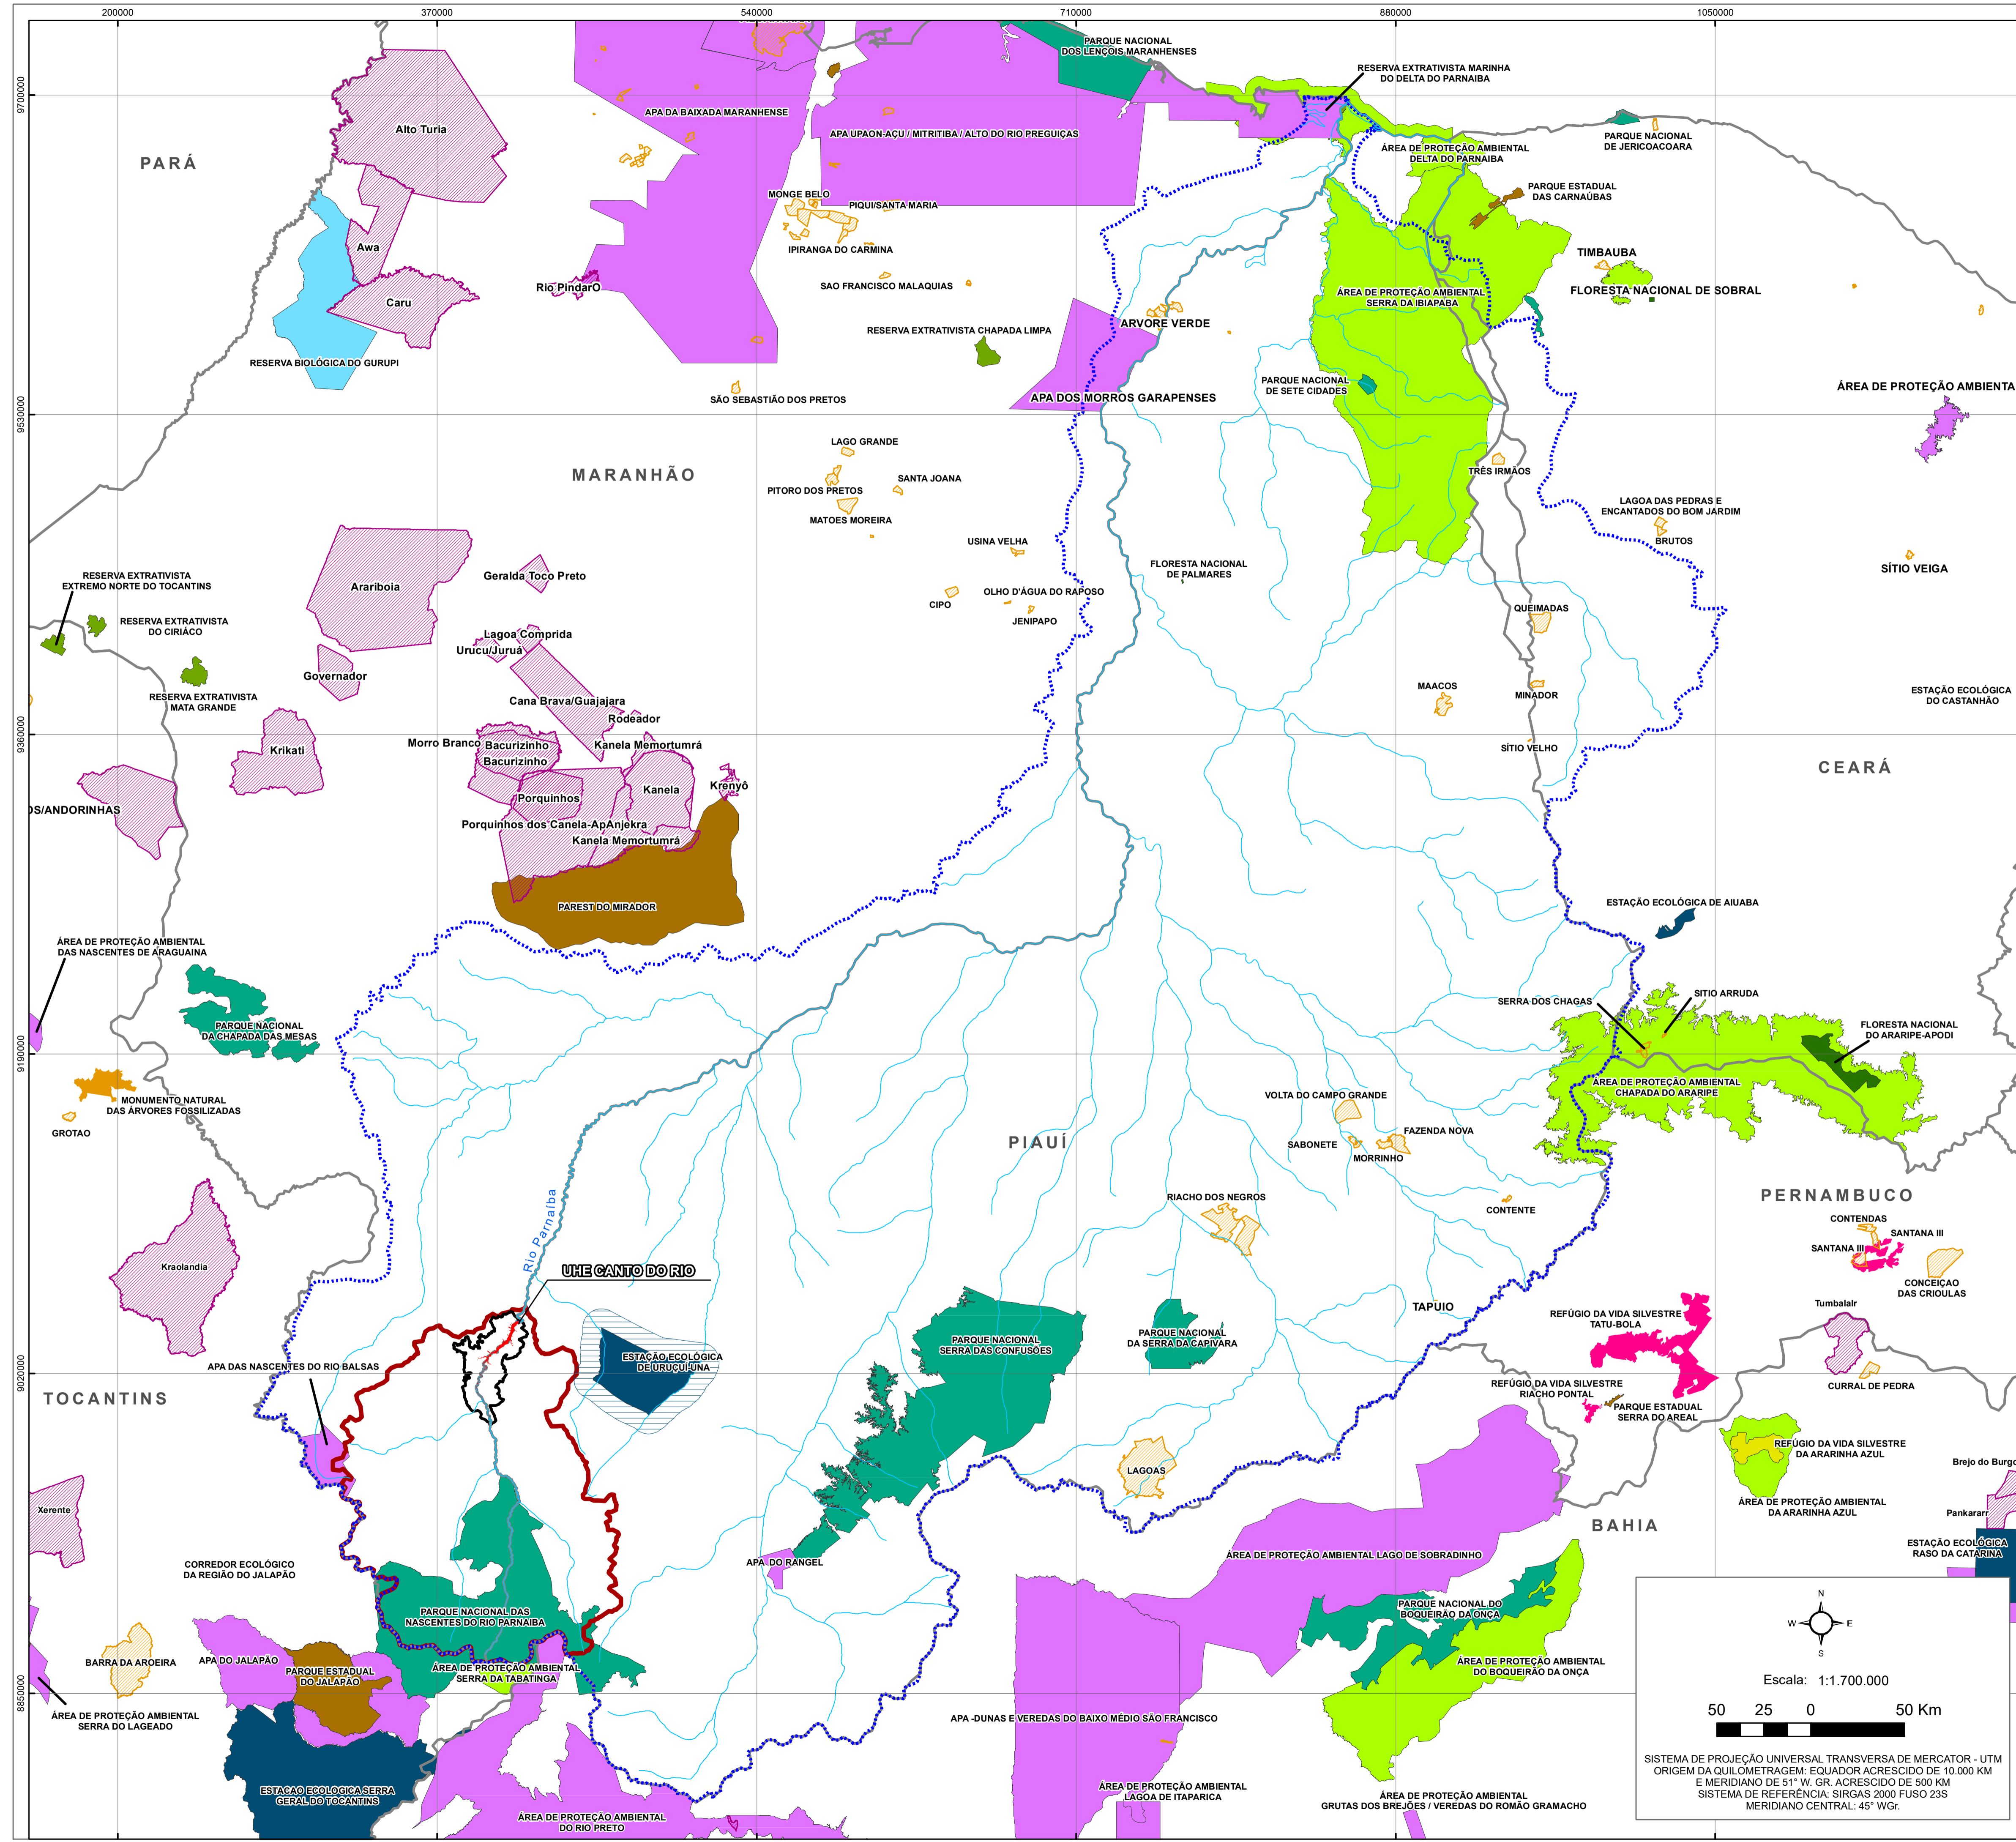 200000
370000
540000
710000
880000
1050000
9700000
9530000
9360000
9190000
9020000
8850000
PARQUE NACIONAL
DOS LENÇOIS MARANHENSES
RESERVA EXTRATIVISTA MARINHA
DO DELTA DO PARNAIBA
APA DA BAIXADA MARANHENSE
APA UPAON-AÇU / MITRITIBA / ALTO DO RIO PREGUIÇAS
Alto Turia
PARÁ
PARQUE NACIONAL
DE JERICOACOARA
ÁREA DE PROTEÇÃO AMBIENTAL
DELTA DO PARNAIBA
PARQUE ESTADUAL
DAS CARNAÚBAS
MONGE BELO
PIQUI/SANTA MARIA
IPIRANGA DO CARMINA
Awa
TIMBAUBA
Rio PindarO
SAO FRANCISCO MALAQUIAS
Caru
ÁREA DE PROTEÇÃO AMBIENTAL
SERRA DA IBIAPABA
FLORESTA NACIONAL DE SOBRAL
ARVORE VERDE
RESERVA EXTRATIVISTA CHAPADA LIMPA
RESERVA BIOLÓGICA DO GURUPI
PARQUE NACIONAL
DE SETE CIDADES
ÁREA DE PROTEÇÃO AMBIENTA
SÃO SEBASTIÃO DOS PRETOS
APA DOS MORROS GARAPENSES
LAGO GRANDE
MARANHÃO
TRÊS IRMÃOS
SANTA JOANA
PITORO DOS PRETOS
MATOES MOREIRA
LAGOA DAS PEDRAS E
ENCANTADOS DO BOM JARDIM
BRUTOS
USINA VELHA
FLORESTA NACIONAL
DE PALMARES
SÍTIO VEIGA
RESERVA EXTRATIVISTA
EXTREMO NORTE DO TOCANTINS
Arariboia
Geralda Toco Preto
OLHO D'ÁGUA DO RAPOSO
CIPO
JENIPAPO
QUEIMADAS
RESERVA EXTRATIVISTA
DO CIRIÁCO
Lagoa Comprida
Urucu/Juruá
Governador
RESERVA EXTRATIVISTA
MATA GRANDE
Cana Brava/Guajajara
Rodeador
MAACOS
MINADOR
ESTAÇÃO ECOLÓGICA
DO CASTANHÃO
Krikati
Morro Branco
Bacurizinho
Bacurizinho
Kanela Memortumrá
SÍTIO VELHO
CEARÁ
Krenyô
Kanela
Porquinhos
OS/ANDORINHAS
Porquinhos dos Canela-ApAnjekra
Kanela Memortumrá
PAREST DO MIRADOR
ESTAÇÃO ECOLÓGICA DE AIUABA
ÁREA DE PROTEÇÃO AMBIENTAL
DAS NASCENTES DE ARAGUAINA
SERRA DOS CHAGAS
SITIO ARRUDA
PARQUE NACIONAL
DA CHAPADA DAS MESAS
FLORESTA NACIONAL
DO ARARIPE-APODI
ÁREA DE PROTEÇÃO AMBIENTAL
CHAPADA DO ARARIPE
MONUMENTO NATURAL
DAS ÁRVORES FOSSILIZADAS
GROTAO
VOLTA DO CAMPO GRANDE
FAZENDA NOVA
SABONETE
MORRINHO
PIAUÍ
RIACHO DOS NEGROS
CONTENTE
PERNAMBUCO
CONTENDAS
SANTANA III
SANTANA III
CONCEIÇAO
DAS CRIOULAS
Kraolandia
Rio Parnaíba
UHE CANTO DO RIO
TAPUIO
REFÚGIO DA VIDA SILVESTRE
TATU-BOLA
Tumbalalr
PARQUE NACIONAL
SERRA DAS CONFUSÕES
PARQUE NACIONAL
DA SERRA DA CAPIVARA
ESTAÇÃO ECOLÓGICA
DE URUÇUÍ-UNA
APA DAS NASCENTES DO RIO BALSAS
TOCANTINS
REFÚGIO DA VIDA SILVESTRE
RIACHO PONTAL
CURRAL DE PEDRA
PARQUE ESTADUAL
SERRA DO AREAL
REFÚGIO DA VIDA SILVESTRE
DA ARARINHA AZUL
LAGOAS
Brejo do Burgo
ÁREA DE PROTEÇÃO AMBIENTAL
DA ARARINHA AZUL
Xerente
Pankararr
BAHIA
ESTAÇÃO ECOLÓGICA
RASO DA CATARINA
ÁREA DE PROTEÇÃO AMBIENTAL LAGO DE SOBRADINHO
APA DO RANGEL
CORREDOR ECOLÓGICO
DA REGIÃO DO JALAPÃO
PARQUE NACIONAL DO
BOQUEIRÃO DA ONÇA
PARQUE NACIONAL DAS
NASCENTES DO RIO PARNAIBA
BARRA DA AROEIRA
APA DO JALAPÃO
PARQUE ESTADUAL
DO JALAPÃO
ÁREA DE PROTEÇÃO AMBIENTAL
SERRA DA TABATINGA
ÁREA DE PROTEÇÃO AMBIENTAL
DO BOQUEIRÃO DA ONÇA
ÁREA DE PROTEÇÃO AMBIENTAL
SERRA DO LAGEADO
APA -DUNAS E VEREDAS DO BAIXO MÉDIO SÃO FRANCISCO
ESTACAO ECOLOGICA SERRA
GERAL DO TOCANTINS
ÁREA DE PROTEÇÃO AMBIENTAL
DO RIO PRETO
ÁREA DE PROTEÇÃO AMBIENTAL
LAGOA DE ITAPARICA
ÁREA DE PROTEÇÃO AMBIENTAL
GRUTAS DOS BREJÕES / VEREDAS DO ROMÃO GRAMACHO
N
W
E
S
Escala: 1:1.700.000
50 25 0 50 Km
SISTEMA DE PROJEÇÃO UNIVERSAL TRANSVERSA DE MERCATOR - UTM
ORIGEM DA QUILOMETRAGEM: EQUADOR ACRESCIDO DE 10.000 KM
E MERIDIANO DE 51° W. GR. ACRESCIDO DE 500 KM
SISTEMA DE REFERÊNCIA: SIRGAS 2000 FUSO 23S
MERIDIANO CENTRAL: 45° WGr.